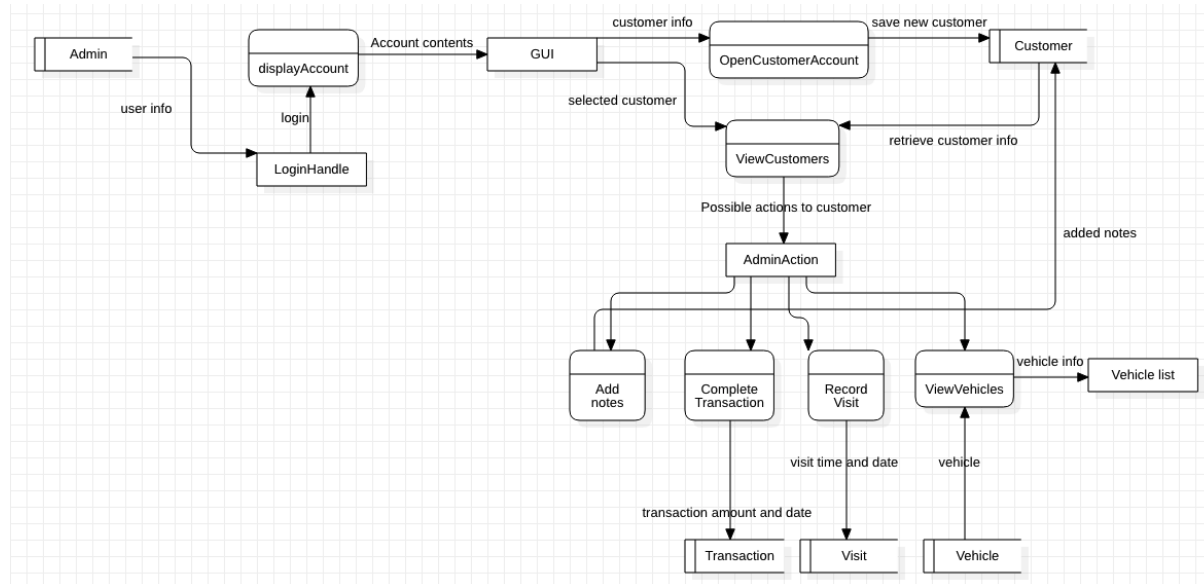 customer info
save new customer
Admin
Account contents
GUI
Customer
displayAccount
OpenCustomerAccount
user info
login
selected customer
retrieve customer info
LoginHandle
ViewCustomers
Possible actions to customer
added notes
AdminAction
Add
notes
Complete
Transaction
Record
Visit
ViewVehicles
vehicle info
Vehicle list
visit time and date
vehicle
transaction amount and date
Transaction
Visit
Vehicle